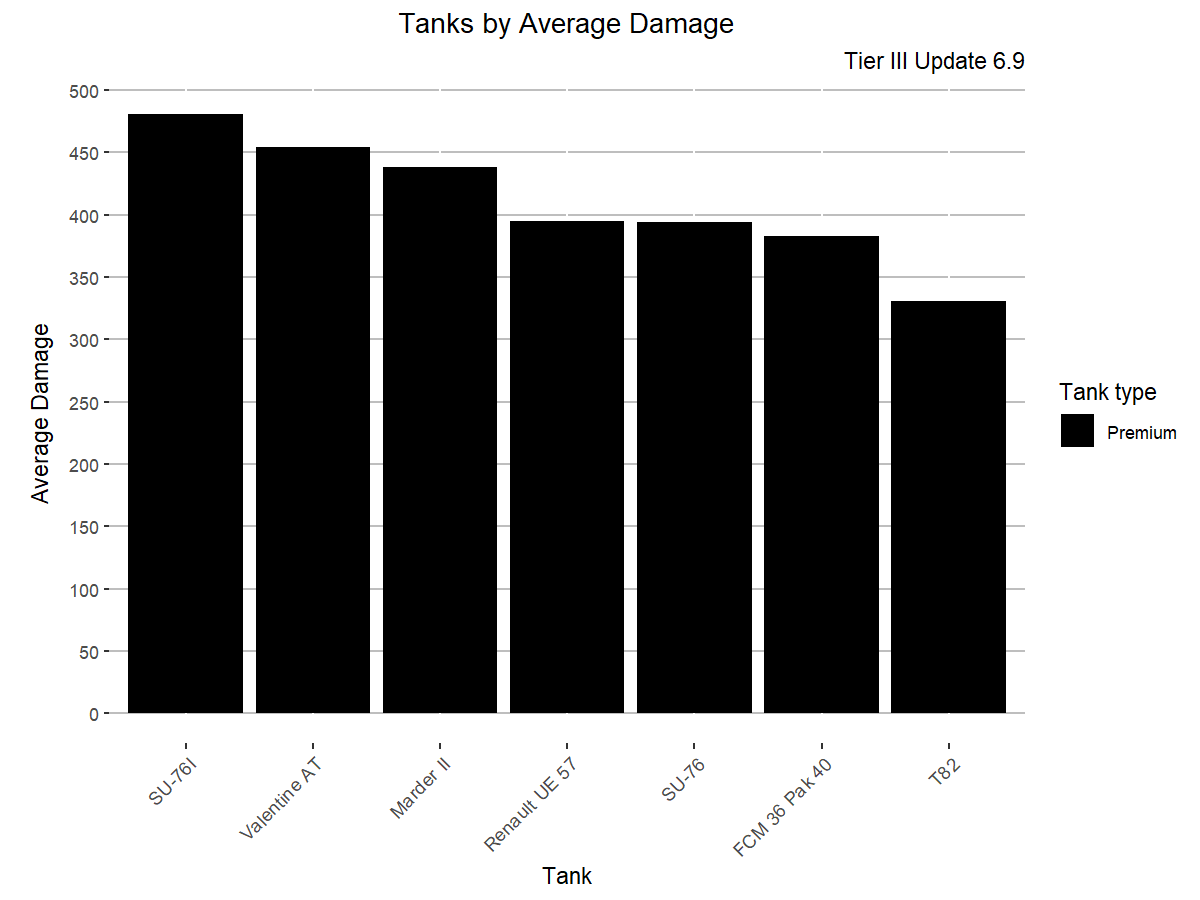 Tanks by Average Damage
Tier III Update 6.9
500
450
400
350
300
250
200
150
100
50
0
Average Damage
SU-76I
Valentine AT
Marder II
Renault UE 57
SU-76
FCM 36 Pak 40
T82
Tank
Tank type
Premium